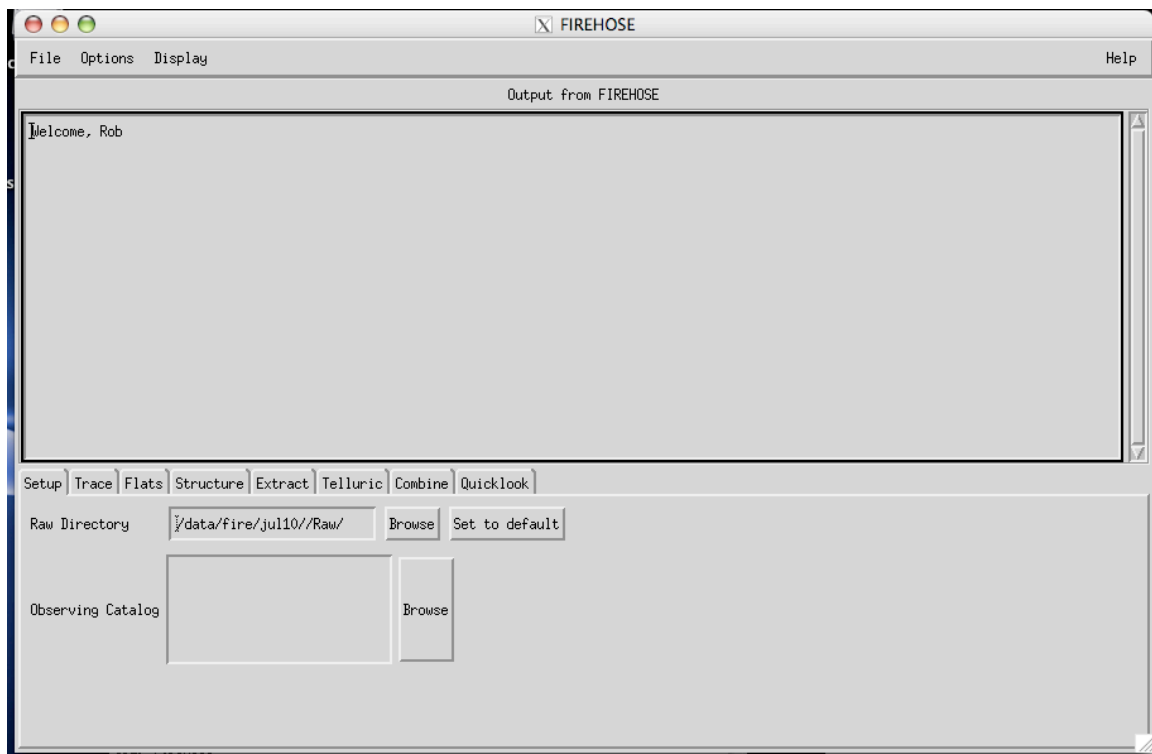 X FIREHOSE
File Options Display Help
Output from FIREHOSE
Welcome, Rob
Setup Trace Flats Structure Extract Telluric Combine Quicklook
Raw Directory /data/fire/jul10//Raw/ Browse Set to default
Observing Catalog Browse